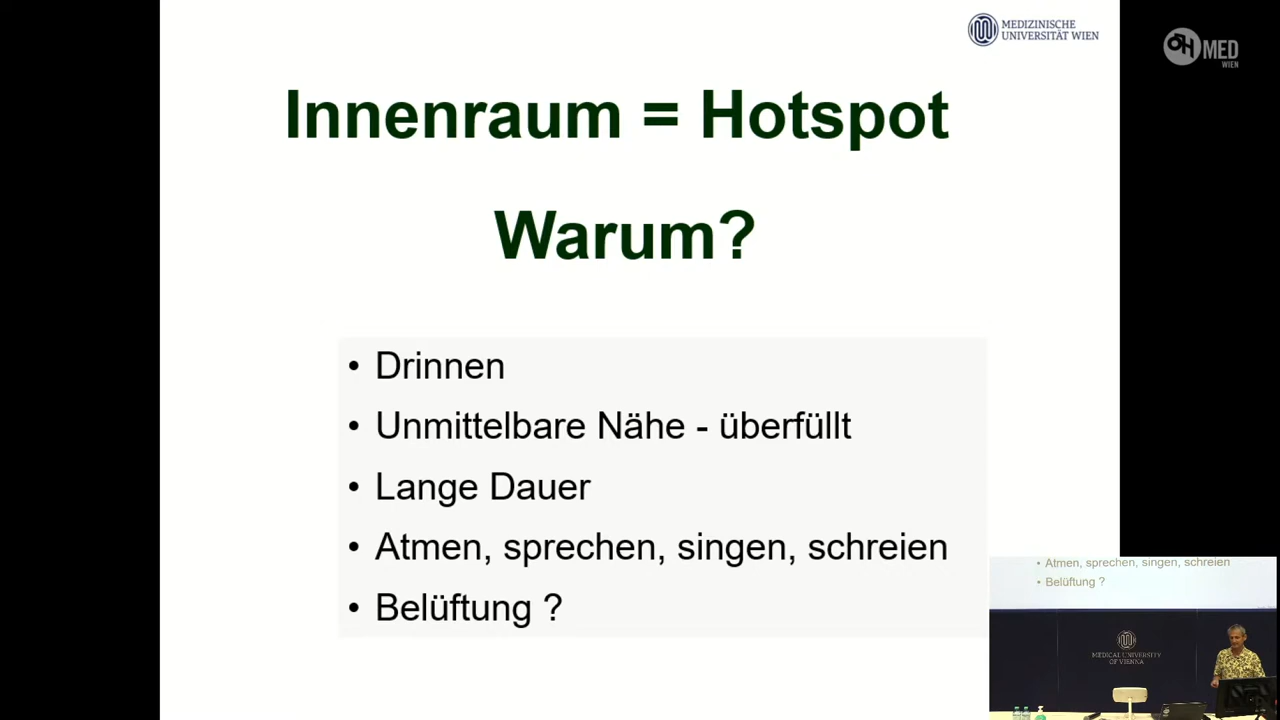 MEDIZINISCHE
UNIVERSITÄT WIEN
ÖH MED
WIEN
Innenraum = Hotspot
Warum?
• Drinnen
• Unmittelbare Nähe - überfüllt
• Lange Dauer
• Atmen, sprechen, singen, schreien
• Belüftung ?
• Atmen, sprechen, singen, schreien
• Belüftung ?
MEDICAL UNIVERSITY
OF VIENNA